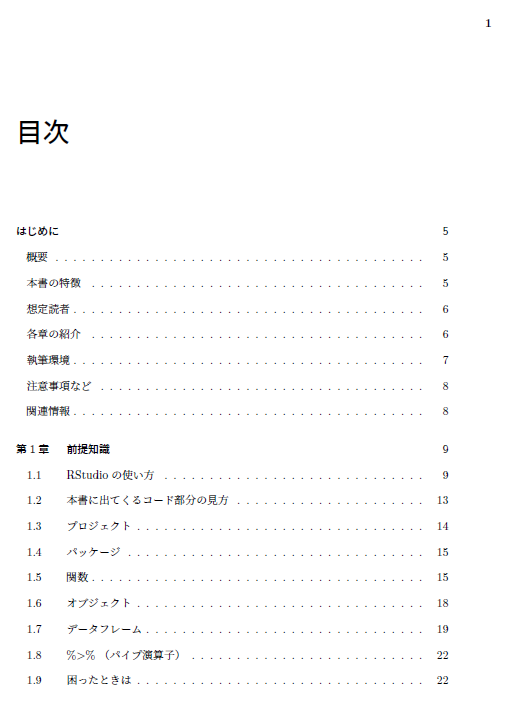 1
目次
はじめに 5
概要 . . . . . . . . . . . . . . . . . . . . . . . . . . . . . . . . . . . . . . . . . 5
本書の特徴 . . . . . . . . . . . . . . . . . . . . . . . . . . . . . . . . . . . . . 5
想定読者 . . . . . . . . . . . . . . . . . . . . . . . . . . . . . . . . . . . . . . . 6
各章の紹介 . . . . . . . . . . . . . . . . . . . . . . . . . . . . . . . . . . . . . 6
執筆環境 . . . . . . . . . . . . . . . . . . . . . . . . . . . . . . . . . . . . . . . 7
注意事項など . . . . . . . . . . . . . . . . . . . . . . . . . . . . . . . . . . . . 8
関連情報 . . . . . . . . . . . . . . . . . . . . . . . . . . . . . . . . . . . . . . . 8
第 1 章 前提知識 9
1.1 RStudio の使い方 . . . . . . . . . . . . . . . . . . . . . . . . . . . . . 9
1.2 本書に出てくるコード部分の見方 . . . . . . . . . . . . . . . . . . . . . 13
1.3 プロジェクト . . . . . . . . . . . . . . . . . . . . . . . . . . . . . . . . 14
1.4 パッケージ . . . . . . . . . . . . . . . . . . . . . . . . . . . . . . . . . 15
1.5 関数 . . . . . . . . . . . . . . . . . . . . . . . . . . . . . . . . . . . . . 15
1.6 オブジェクト . . . . . . . . . . . . . . . . . . . . . . . . . . . . . . . . 18
1.7 データフレーム . . . . . . . . . . . . . . . . . . . . . . . . . . . . . . . 19
1.8 %>% （パイプ演算子） . . . . . . . . . . . . . . . . . . . . . . . . . . 22
1.9 困ったときは . . . . . . . . . . . . . . . . . . . . . . . . . . . . . . . . 22